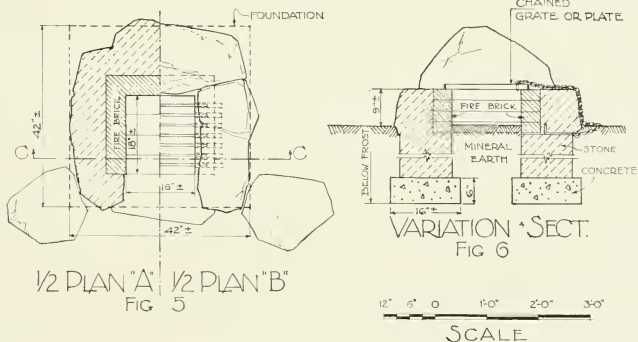 FOUNDATION
42"±
FIRE BRICK
18"±
C
C
16"±
42"±
1/2 PLAN "A" 1/2 PLAN "B"
FIG 5
CHAINED
GRATE OR PLATE
9"±
FIRE BRICK
BELOW FROST
MINERAL
EARTH
STONE
CONCRETE
6"
16"±
VARIATION & SECT.
FIG 6
12" 6" 0 1'-0" 2'-0" 3'-0"
SCALE